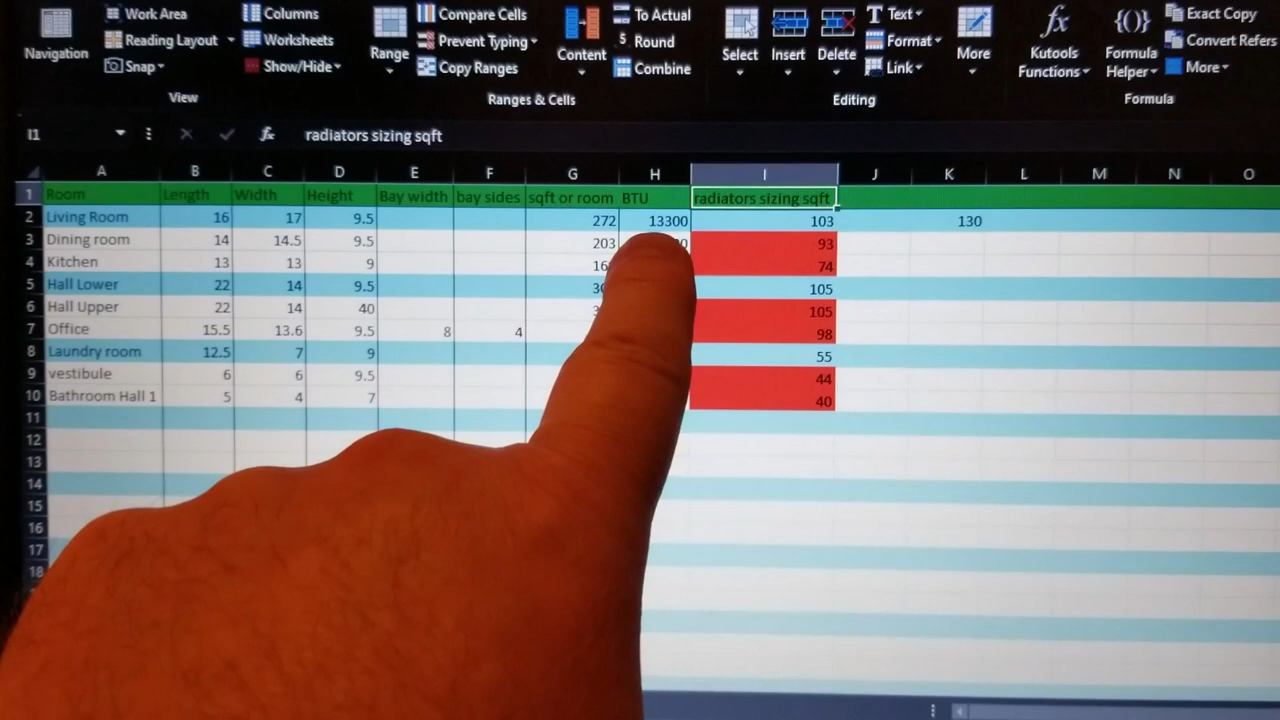 Work Area Columns Compare Cells To Actual Text Exact Copy
Reading Layout Worksheets Prevent Typing Round Format Convert Refers
Navigation Snap Show/Hide Range Copy Ranges Content Combine Select Insert Delete Link More Kutools Functions Formula Helper More
View Ranges & Cells Editing Formula
I1 fx radiators sizing sqft
A B C D E F G H I J K L M N O
1 Room Length Width Height Bay width bay sides sqft or room BTU radiators sizing sqft
2 Living Room 16 17 9.5 272 13300 103 130
3 Dining room 14 14.5 9.5 203 93
4 Kitchen 13 13 9 74
5 Hall Lower 22 14 9.5 105
6 Hall Upper 22 14 40 105
7 Office 15.5 13.6 9.5 8 4 98
8 Laundry room 12.5 7 9 55
9 vestibule 6 6 9.5 44
10 Bathroom Hall 1 5 4 7 40
11
12
13
14
15
16
17
18